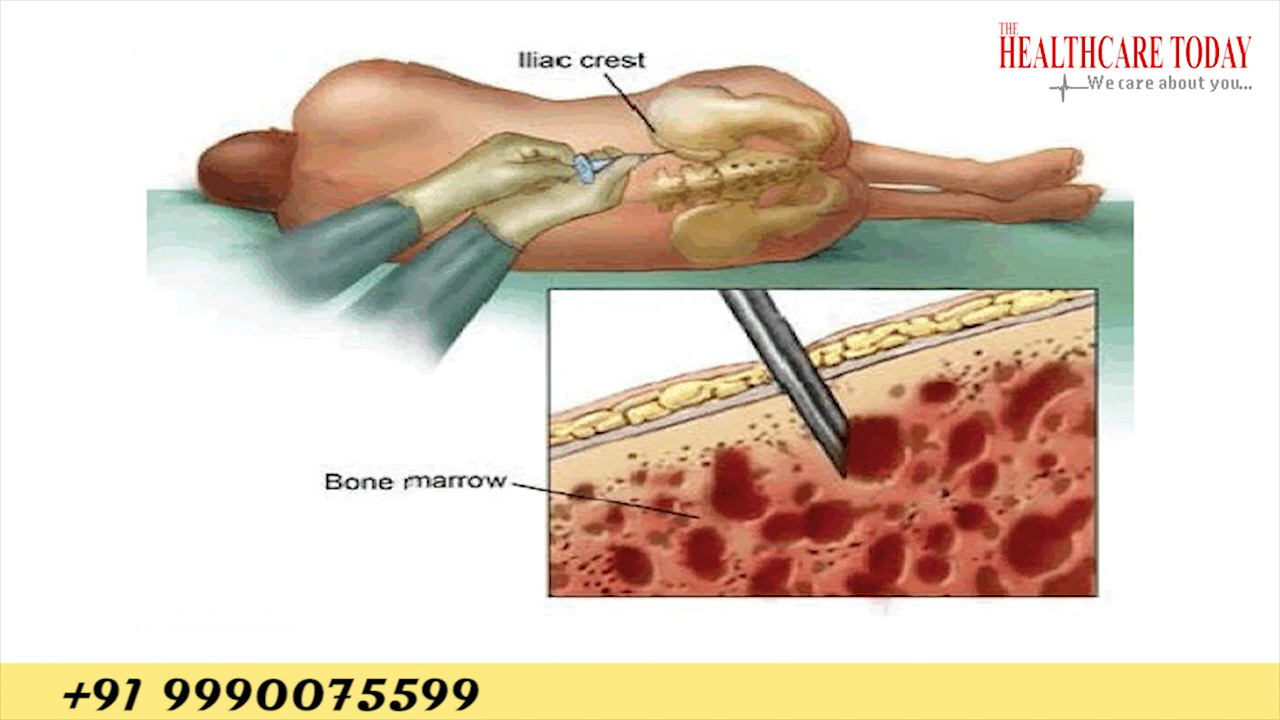 Iliac crest
THE
HEALTHCARE TODAY
We care about you...
Bone marrow
+91 9990075599